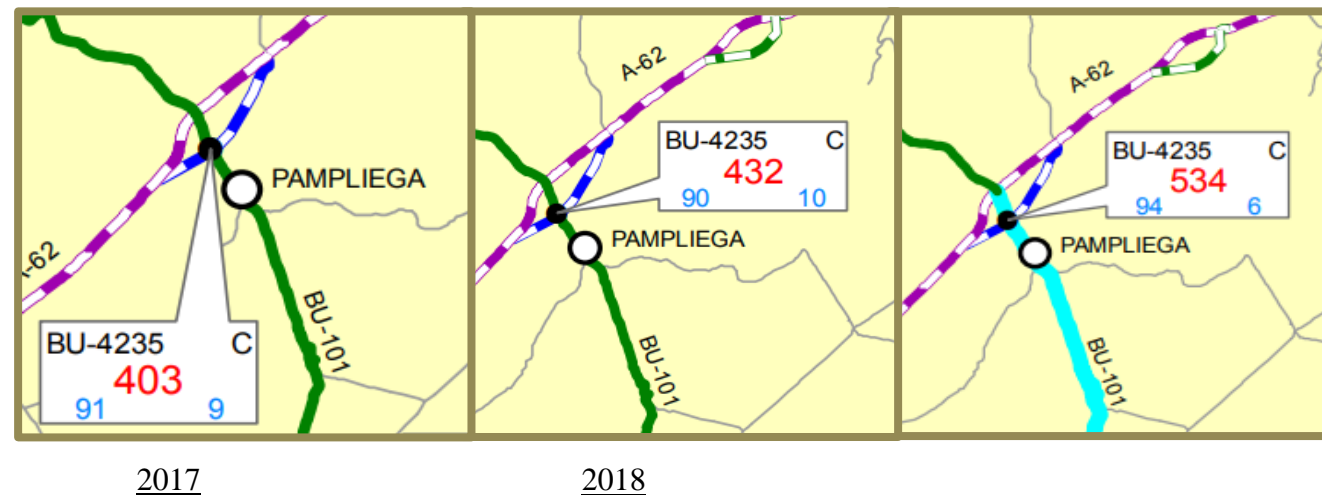 PAMPLIEGA
A-62
BU-4235 C
403
91 9
BU-101
A-62
BU-4235 C
432
90 10
PAMPLIEGA
BU-101
A-62
BU-4235 C
534
94 6
PAMPLIEGA
BU-101
2017
2018